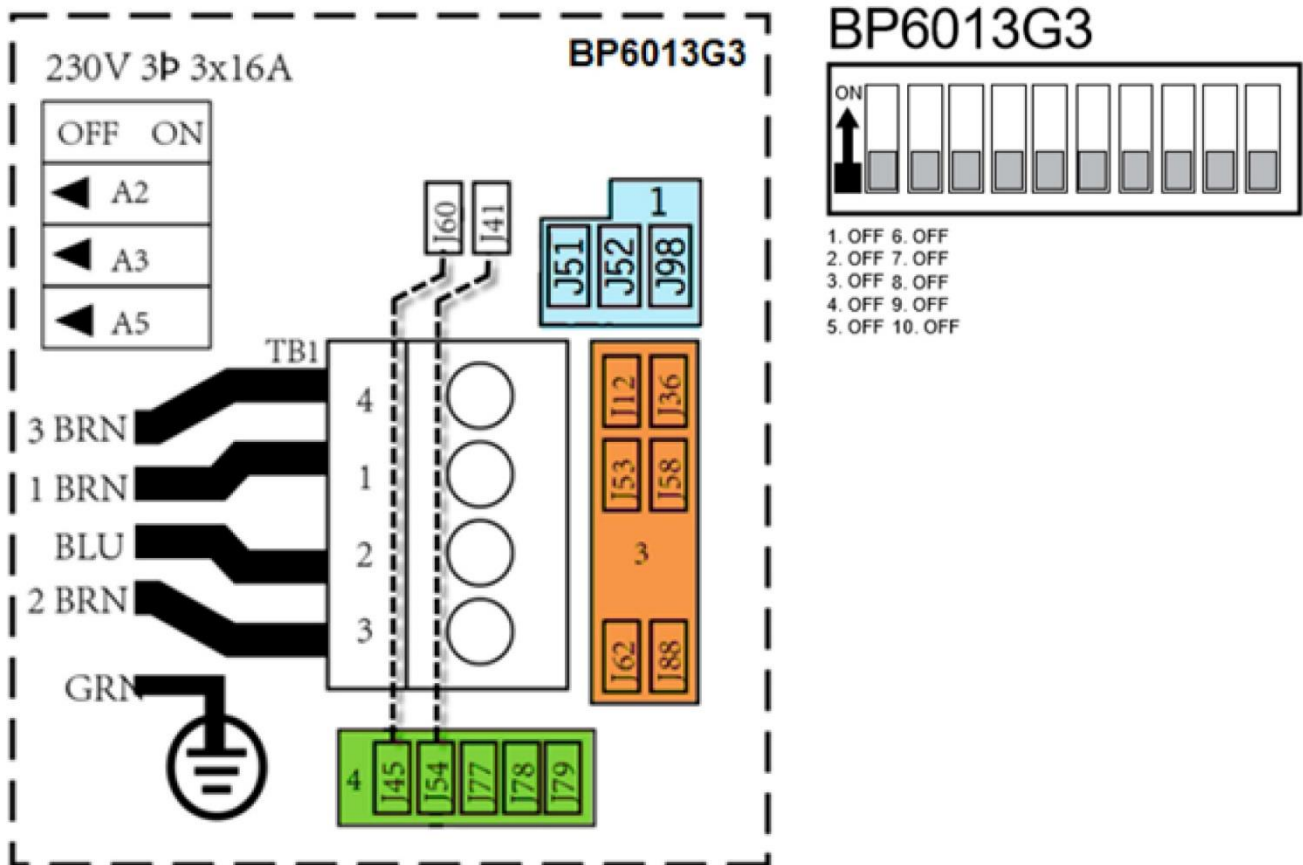 BP6013G3
230V 3Þ 3x16A
OFF ON
A2
A3
A5
J60
J41
1
J51
J52
J98
TB1
4
1
2
3
3 BRN
1 BRN
BLU
2 BRN
GRN
J12
J36
J53
J58
3
J62
J88
4
J45
J54
J77
J78
J79
BP6013G3
ON
1. OFF 6. OFF
2. OFF 7. OFF
3. OFF 8. OFF
4. OFF 9. OFF
5. OFF 10. OFF